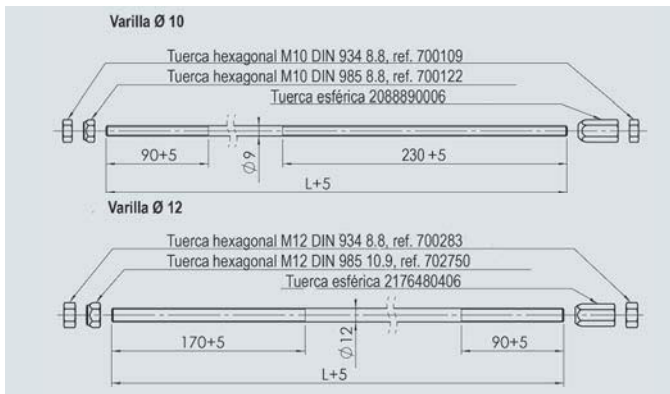 Varilla Ø 10
Tuerca hexagonal M10 DIN 934 8.8, ref. 700109
Tuerca hexagonal M10 DIN 985 8.8, ref. 700122
Tuerca esférica 2088890006
90+5
Ø9
230 +5
L+5
Varilla Ø 12
Tuerca hexagonal M12 DIN 934 8.8, ref. 700283
Tuerca hexagonal M12 DIN 985 10.9, ref. 702750
Tuerca esférica 2176480406
170+5
Ø12
90+5
L+5